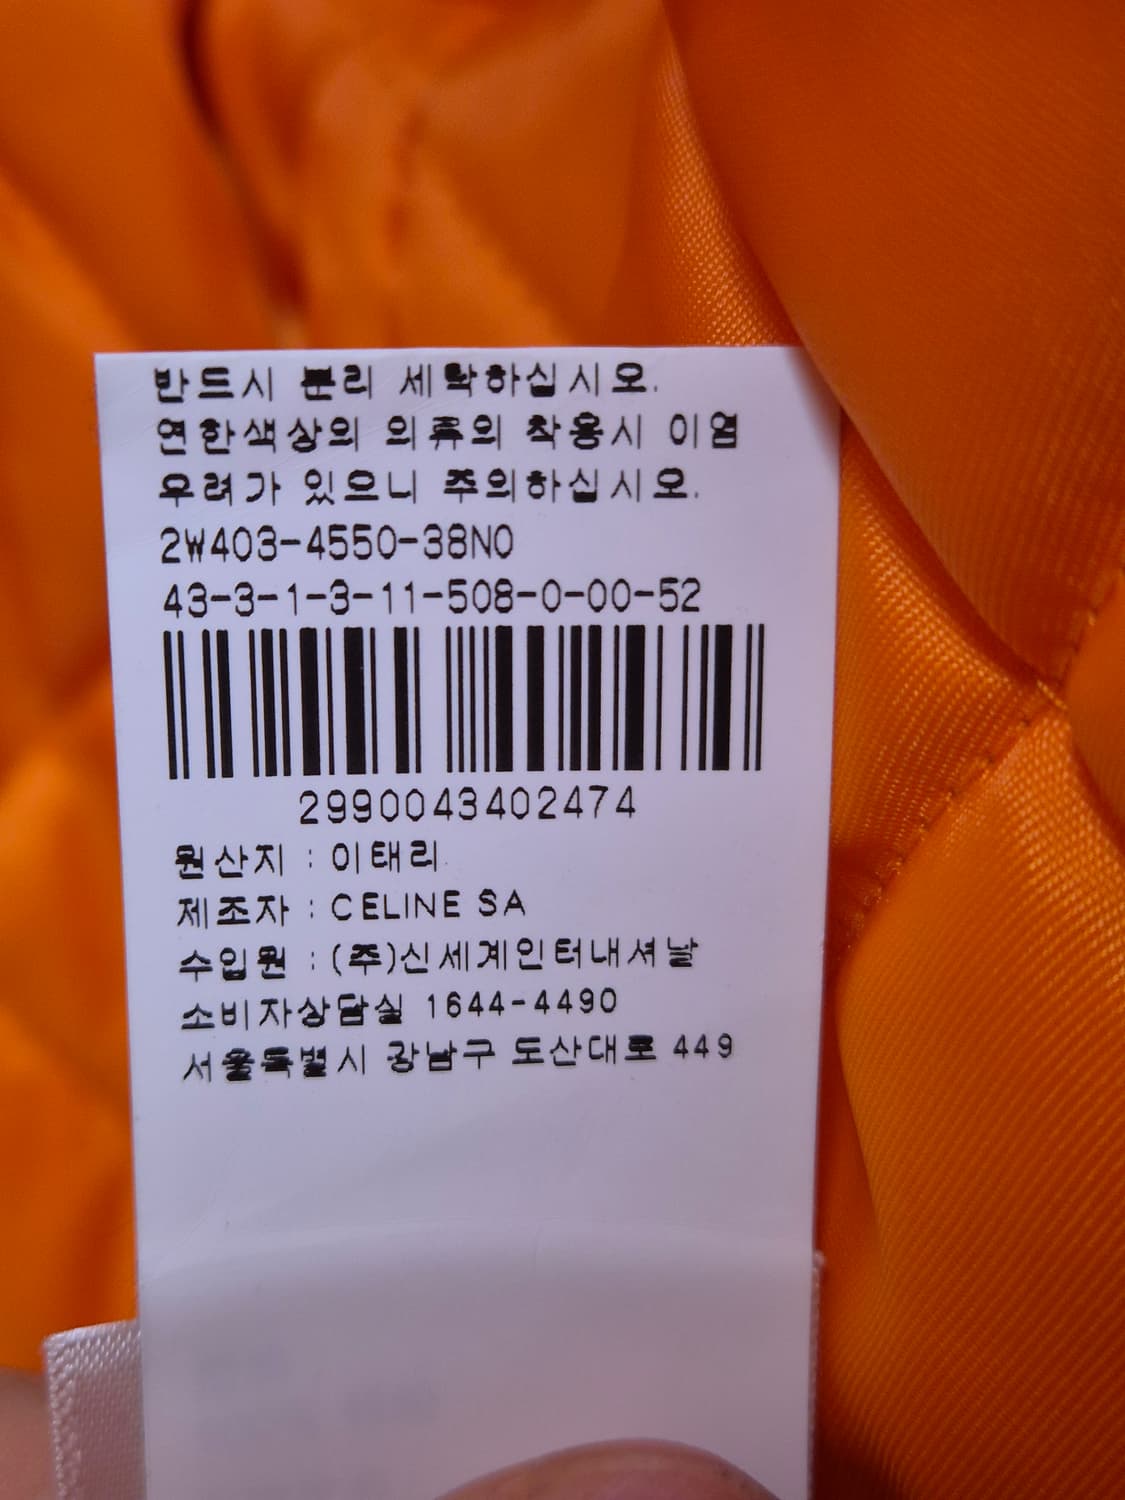 반드시 분리 세탁하십시오.
연한색상의 의류의 착용시 이염
우려가 있으니 주의하십시오.
2W403-4550-38NO
43-3-1-3-11-508-0-00-52
2990043402474
원산지 : 이태리
제조자 : CELINE SA
수입원 : (주)신세계인터내셔날
소비자상담실 1644-4490
서울특별시 강남구 도산대로 449